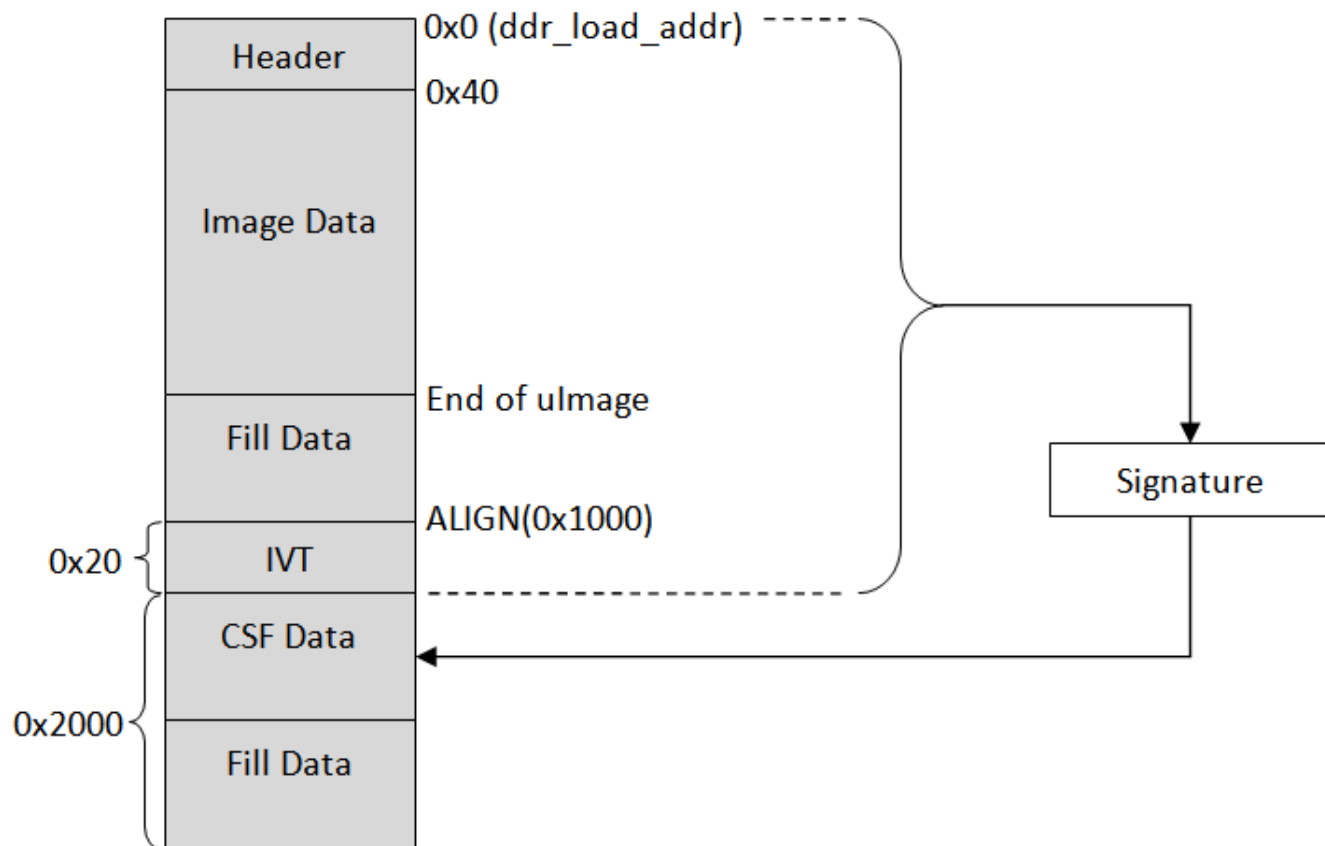 0x0 (ddr_load_addr)
Header
0x40
Image Data
End of uImage
Fill Data
Signature
ALIGN(0x1000)
0x20
IVT
CSF Data
0x2000
Fill Data